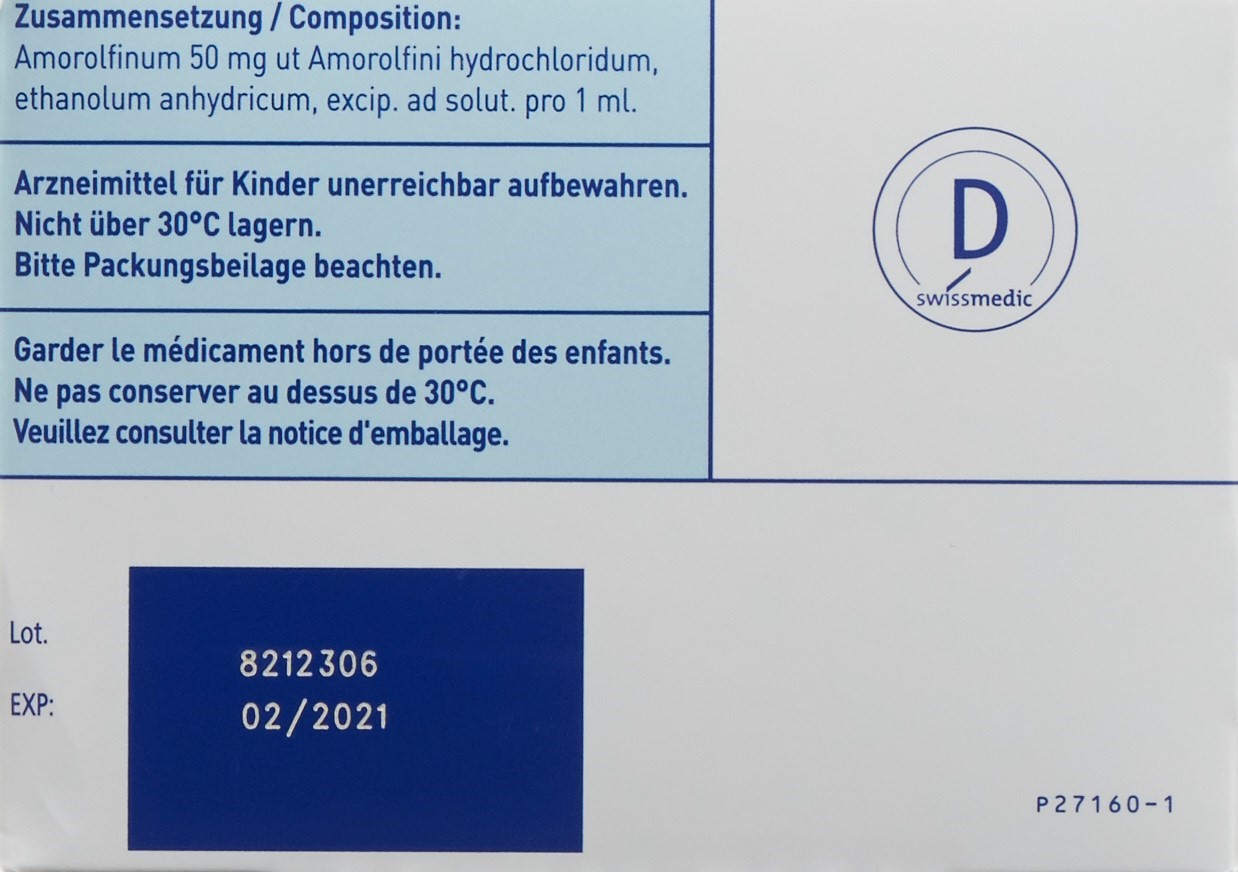 Zusammensetzung / Composition:
Amorolfinum 50 mg ut Amorolfini hydrochloridum,
ethanolum anhydricum, excip. ad solut. pro 1 ml.
Arzneimittel für Kinder unerreichbar aufbewahren.
Nicht über 30°C lagern.
Bitte Packungsbeilage beachten.
Garder le médicament hors de portée des enfants.
Ne pas conserver au dessus de 30°C.
Veuillez consulter la notice d'emballage.
D
swissmedic
Lot.
8212306
EXP:
02/2021
P27160-1